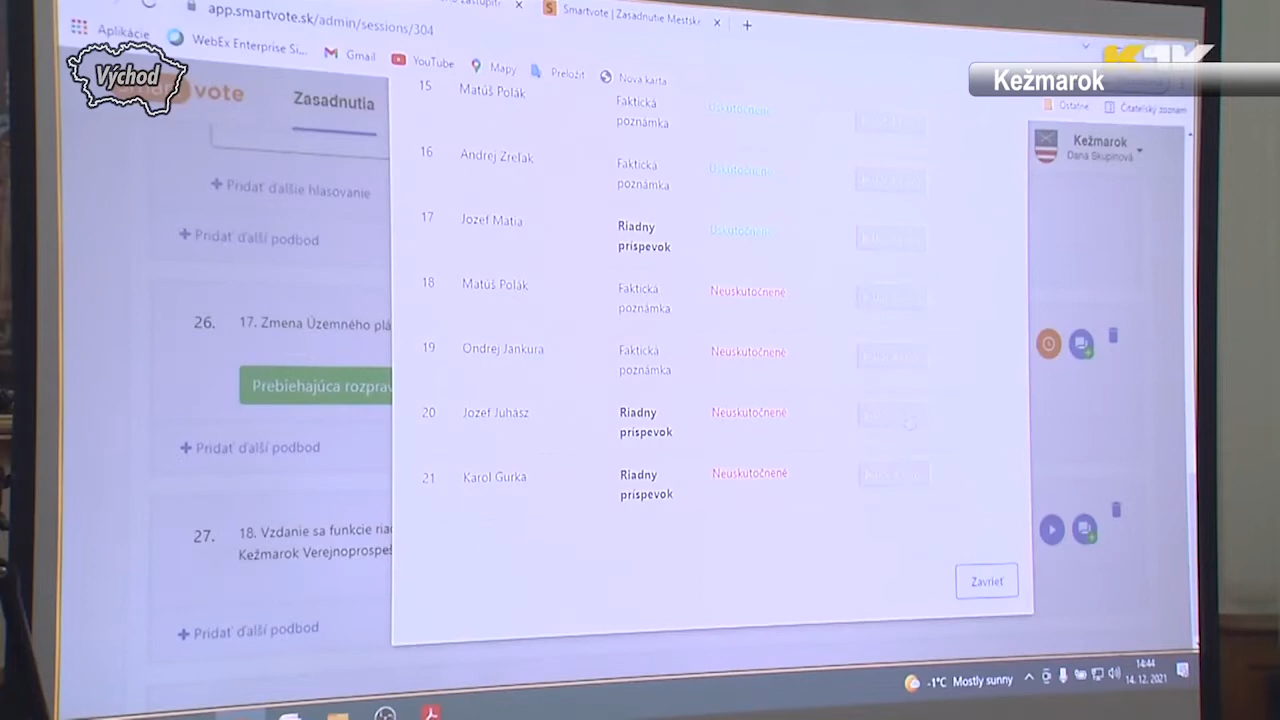 app.smartvote.sk/admin/sessions/304
Smartvote | Zasadnutie Mestské
Aplikácie
WebEx Enterprise Si...
Gmail
YouTube
Mapy
Preložiť
Nová karta
Ostatné
Čitateľský zoznam
Východ
Kežmarok
vote
Zasadnutia
Kežmarok
Dana Skupinová
15 Matúš Polák Faktická poznámka Uskutočnené
16 Andrej Zreľak Faktická poznámka Uskutočnené
17 Jozef Matia Riadny príspevok Uskutočnené
18 Matúš Polák Faktická poznámka Neuskutočnené
19 Ondrej Jankura Faktická poznámka Neuskutočnené
20 Jozef Juhász Riadny príspevok Neuskutočnené
21 Karol Gurka Riadny príspevok Neuskutočnené
Zavrieť
+ Pridať ďalšie hlasovanie
+ Pridať ďalší podbod
26. 17. Zmena Územného plá
Prebiehajúca rozprav
+ Pridať ďalší podbod
27. 18. Vzdanie sa funkcie ria
Kežmarok Verejnoprospeš
+ Pridať ďalší podbod
-1°C Mostly sunny
14:44
14. 12. 2021